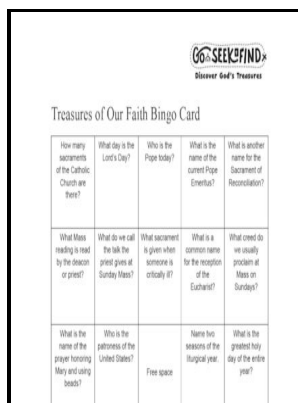 GO SEEK & FIND
Discover God's Treasures
Treasures of Our Faith Bingo Card
How many
sacraments
of the Catholic
Church are
there?
What day is the
Lord's Day?
Who is the
Pope today?
What is the
name of the
current Pope
Emeritus?
What is another
name for the
Sacrament of
Reconciliation?
What Mass
reading is read
by the deacon
or priest?
What do we call
the talk the
priest gives at
Sunday Mass?
What sacrament
is given when
someone is
critically ill?
What is a
common name
for the reception
of the
Eucharist?
What creed do
we usually
proclaim at
Mass on
Sundays?
What is the
name of the
prayer honoring
Mary and using
beads?
Who is the
patroness of the
United States?
Free space
Name two
seasons of the
liturgical year.
What is the
greatest holy
day of the entire
year?